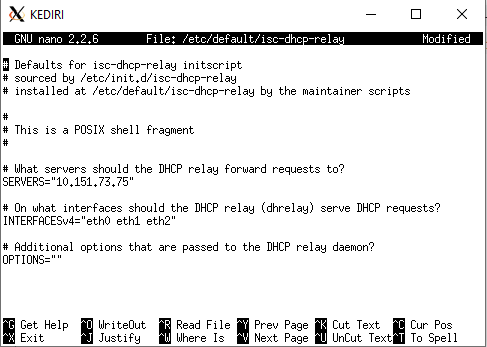 KEDIRI
GNU nano 2.2.6 File: /etc/default/isc-dhcp-relay Modified
# Defaults for isc-dhcp-relay initscript
# sourced by /etc/init.d/isc-dhcp-relay
# installed at /etc/default/isc-dhcp-relay by the maintainer scripts
#
# This is a POSIX shell fragment
#
# What servers should the DHCP relay forward requests to?
SERVERS="10.151.73.75"
# On what interfaces should the DHCP relay (dhrelay) serve DHCP requests?
INTERFACESv4="eth0 eth1 eth2"
# Additional options that are passed to the DHCP relay daemon?
OPTIONS=""
^G Get Help ^O WriteOut ^R Read File ^Y Prev Page ^K Cut Text ^C Cur Pos
^X Exit ^J Justify ^W Where Is ^V Next Page ^U UnCut Text ^T To Spell